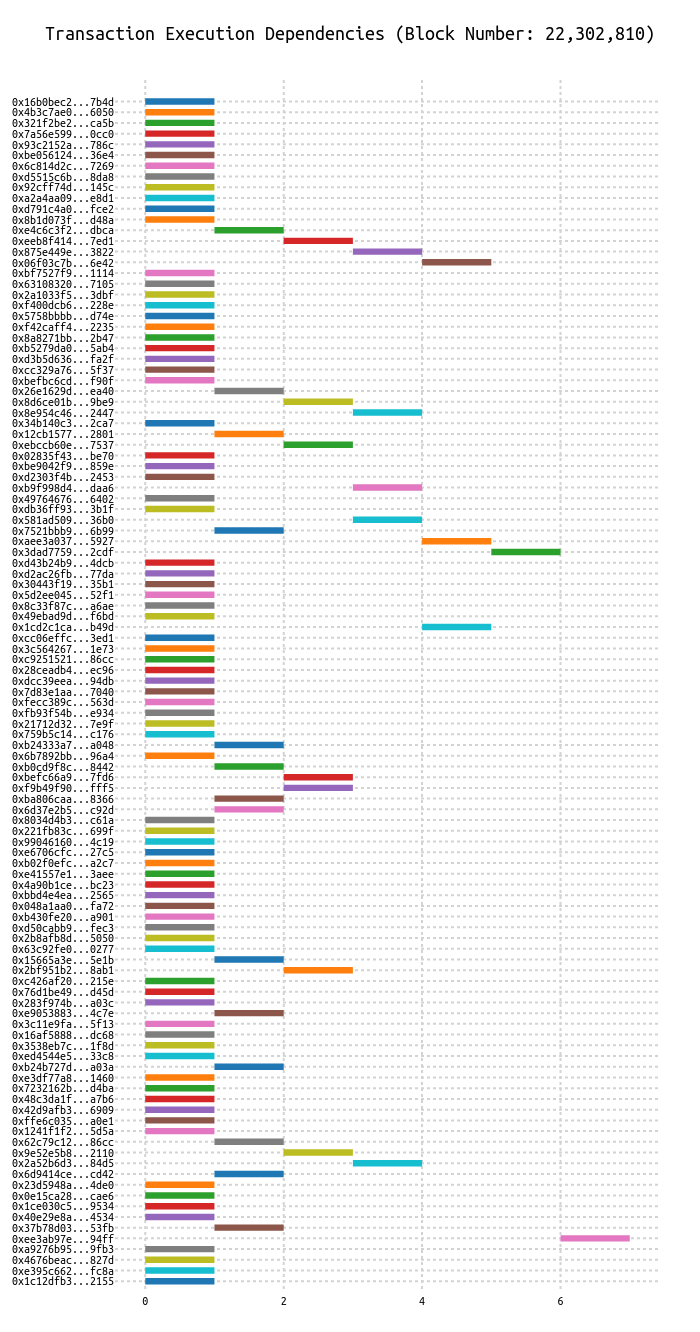 Transaction Execution Dependencies (Block Number: 22,302,810)
0x16b0bec2...7b4d
0x4b3c7ae0...6050
0x321f2be2...ca5b
0x7a56e599...0cc0
0x93c2152a...786c
0xbe056124...36e4
0x6c814d2c...7269
0xd5515c6b...8da8
0x92cff74d...145c
0xa2a4aa09...e8d1
0xd791c4a0...fce2
0x8b1d073f...d48a
0xe4c6c3f2...dbca
0xeeb8f414...7ed1
0x875e449e...3822
0x06f03c7b...6e42
0xbf7527f9...1114
0x63108320...7105
0x2a1033f5...3dbf
0xf400dcb6...228e
0x5758bbbb...d74e
0xf42caff4...2235
0x8a8271bb...2b47
0xb5279da0...5ab4
0xd3b5d636...fa2f
0xcc329a76...5f37
0xbefbc6cd...f90f
0x26e1629d...ea40
0x8d6ce01b...9be9
0x8e954c46...2447
0x34b140c3...2ca7
0x12cb1577...2801
0xebccb60e...7537
0x02835f43...be70
0xbe9042f9...859e
0xd2303f4b...2453
0xb9f998d4...daa6
0x49764676...6402
0xdb36ff93...3b1f
0x581ad509...36b0
0x7521bbb9...6b99
0xaee3a037...5927
0x3dad7759...2cdf
0xd43b24b9...4dcb
0xd2ac26fb...77da
0x30443f19...35b1
0x5d2ee045...52f1
0x8c33f87c...a6ae
0x49ebad9d...f6bd
0x1cd2c1ca...b49d
0xcc06effc...3ed1
0x3c564267...1e73
0xc9251521...86cc
0x28ceadb4...ec96
0xdcc39eea...94db
0x7d83e1aa...7040
0xfecc389c...563d
0xfb93f54b...e934
0x21712d32...7e9f
0x759b5c14...c176
0xb24333a7...a048
0x6b7892bb...96a4
0xb0cd9f8c...8442
0xbefc66a9...7fd6
0xf9b49f90...fff5
0xba806caa...8366
0x6d37e2b5...c92d
0x8034d4b3...c61a
0x221fb83c...699f
0x99046160...4c19
0xe6706cfc...27c5
0xb02f0efc...a2c7
0xe41557e1...3aee
0x4a90b1ce...bc23
0xbbd4e4ea...2565
0x048a1aa0...fa72
0xb430fe20...a901
0xd50cabb9...fec3
0x2b8afb8d...5050
0x63c92fe0...0277
0x15665a3e...5e1b
0x2bf951b2...8ab1
0xc426af20...215e
0x76d1be49...d45d
0x283f974b...a03c
0xe9053883...4c7e
0x3c11e9fa...5f13
0x16af5888...dc68
0x3538eb7c...1f8d
0xed4544e5...33c8
0xb24b727d...a03a
0xe3df77a8...1460
0x7232162b...d4ba
0x48c3da1f...a7b6
0x42d9afb3...6909
0xffe6c035...a0e1
0x1241f1f2...5d5a
0x62c79c12...86cc
0x9e52e5b8...2110
0x2a52b6d3...84d5
0x6d9414ce...cd42
0x23d5948a...4de0
0x0e15ca28...cae6
0x1ce030c5...9534
0x40e29e8a...4534
0x37b78d03...53fb
0xee3ab97e...94ff
0xa9276b95...9fb3
0x4676beac...827d
0xe395c662...fc8a
0x1c12dfb3...2155
0 2 4 6